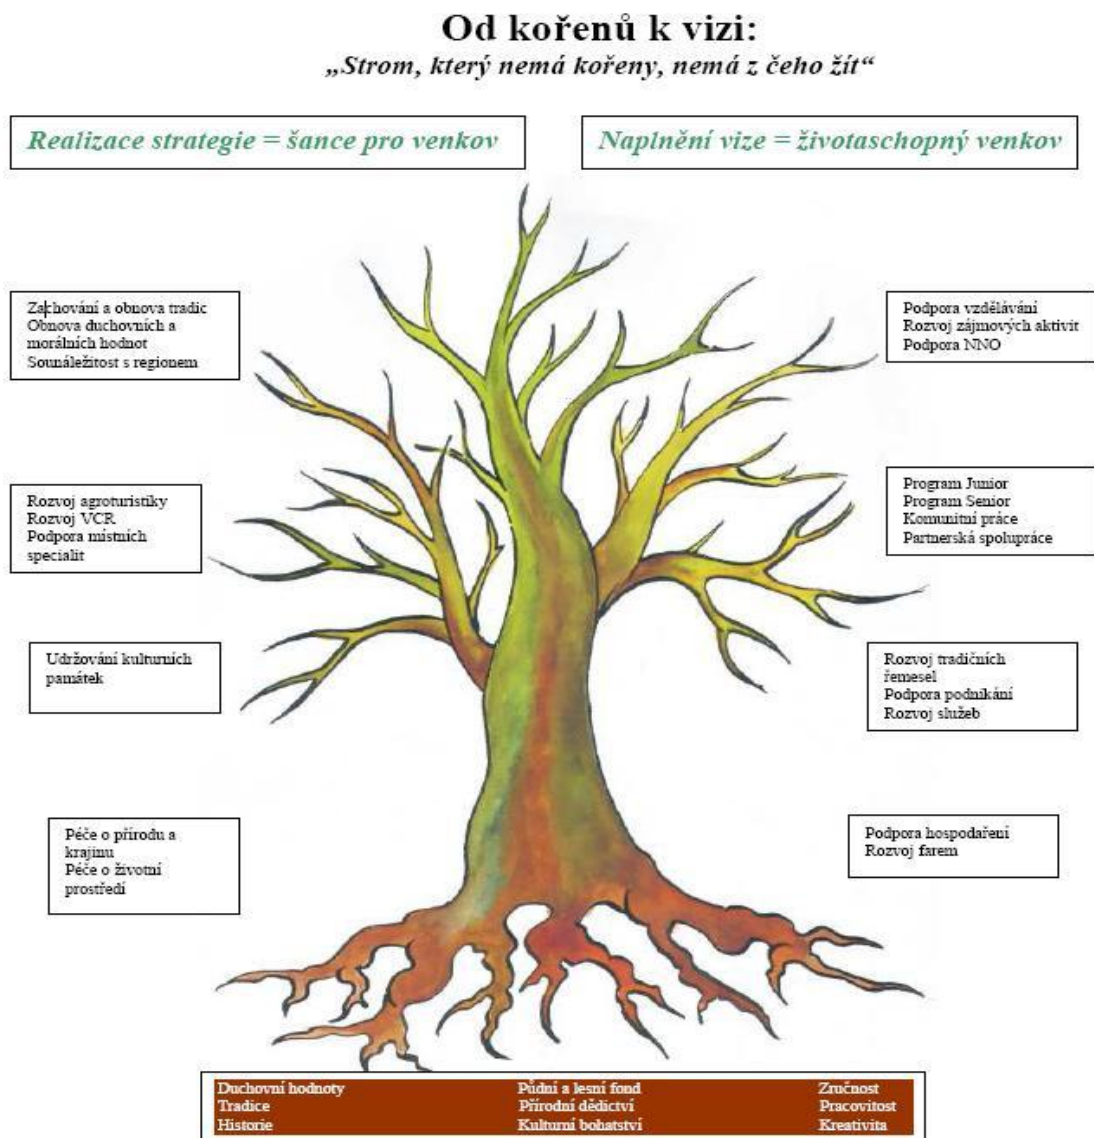 Od kořenů k vizi:
„Strom, který nemá kořeny, nemá z čeho žít“
Realizace strategie = šance pro venkov
Naplnění vize = životaschopný venkov
Zachování a obnova tradic
Obnova duchovních a
morálních hodnot
Sounáležitost s regionem
Podpora vzdělávání
Rozvoj zájmových aktivit
Podpora NNO
Rozvoj agroturistiky
Rozvoj VCR
Podpora místních
specialit
Program Junior
Program Senior
Komunitní práce
Partnerská spolupráce
Udržování kulturních
památek
Rozvoj tradičních
řemesel
Podpora podnikání
Rozvoj služeb
Péče o přírodu a
krajinu
Péče o životní
prostředí
Podpora hospodaření
Rozvoj farem
Duchovní hodnoty Půdní a lesní fond Zručnost
Tradice Přírodní dědictví Pracovitost
Historie Kulturní bohatství Kreativita